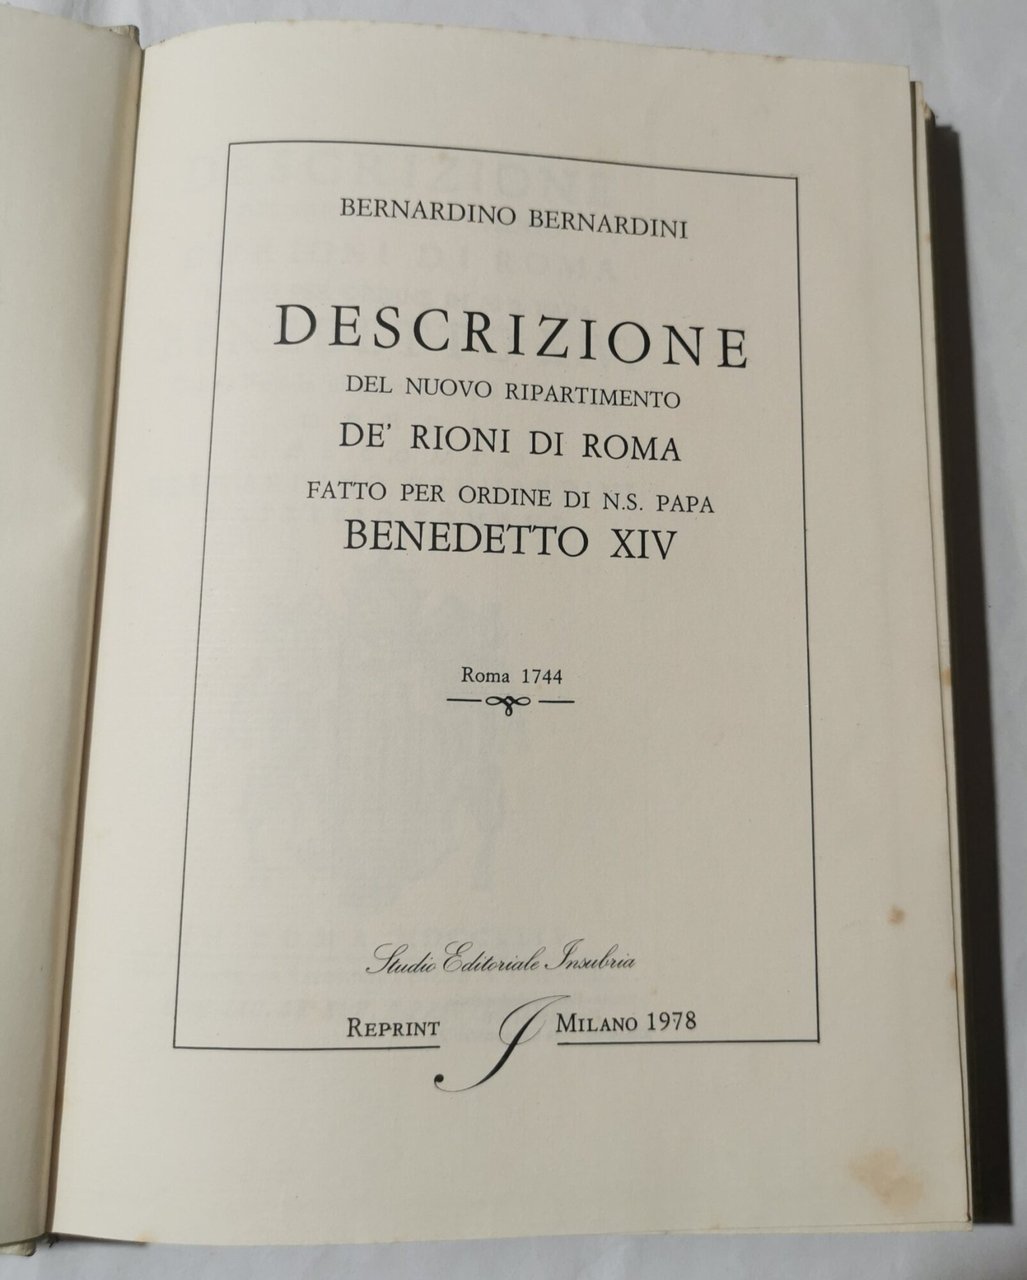 BERNARDINO BERNARDINI
DESCRIZIONE
DEL NUOVO RIPARTIMENTO
DE' RIONI DI ROMA
FATTO PER ORDINE DI N.S. PAPA
BENEDETTO XIV
Roma 1744
Studio Editoriale Insubria
REPRINT I MILANO 1978